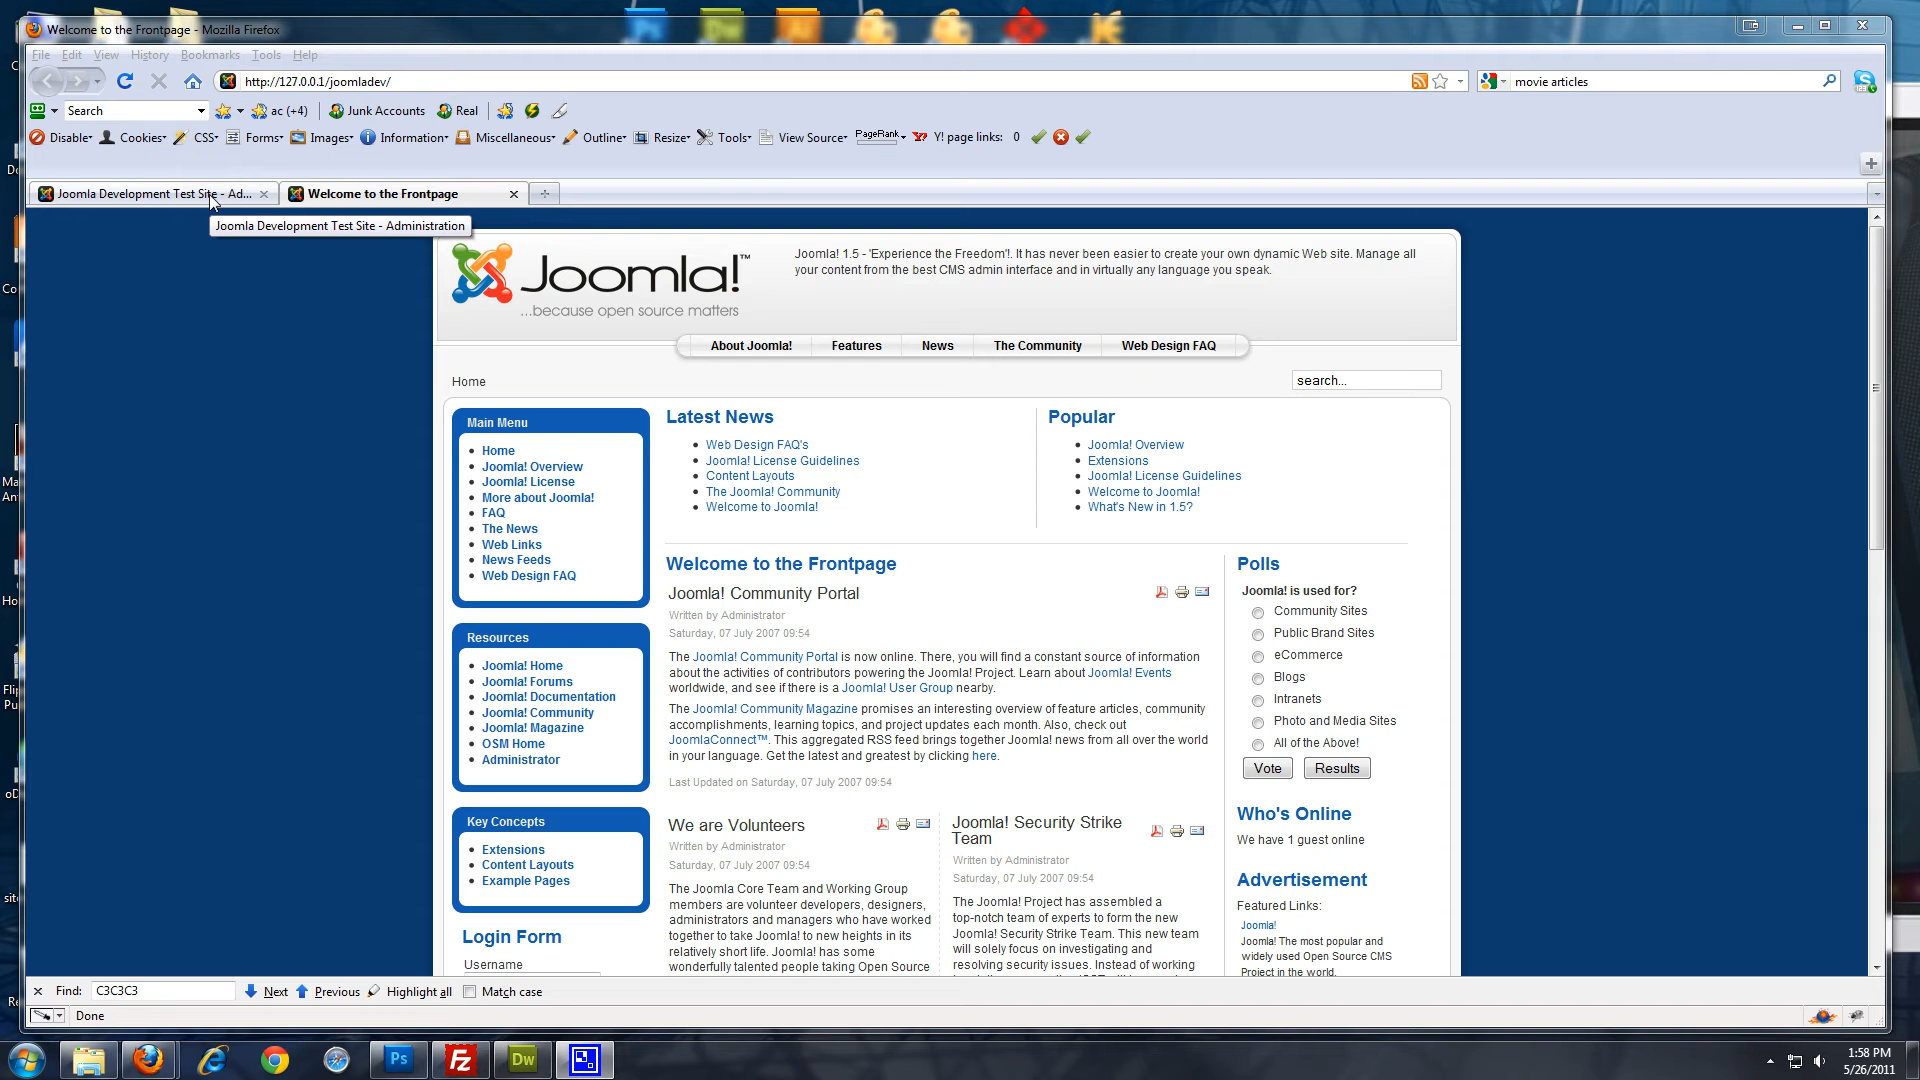 Welcome to the Frontpage - Mozilla Firefox
File Edit View History Bookmarks Tools Help
http://127.0.0.1/joomladev/
movie articles
Search ac (+4) Junk Accounts Real
Disable Cookies CSS Forms Images Information Miscellaneous Outline Resize Tools View Source PageRank Y! page links: 0
Joomla Development Test Site - Ad... Welcome to the Frontpage
Joomla Development Test Site - Administration
Joomla!™
...because open source matters
Joomla! 1.5 - 'Experience the Freedom'!. It has never been easier to create your own dynamic Web site. Manage all
your content from the best CMS admin interface and in virtually any language you speak.
About Joomla! Features News The Community Web Design FAQ
Home
search...
Main Menu
Home
Joomla! Overview
Joomla! License
More about Joomla!
FAQ
The News
Web Links
News Feeds
Web Design FAQ
Resources
Joomla! Home
Joomla! Forums
Joomla! Documentation
Joomla! Community
Joomla! Magazine
OSM Home
Administrator
Key Concepts
Extensions
Content Layouts
Example Pages
Login Form
Username
Latest News
Web Design FAQ's
Joomla! License Guidelines
Content Layouts
The Joomla! Community
Welcome to Joomla!
Popular
Joomla! Overview
Extensions
Joomla! License Guidelines
Welcome to Joomla!
What's New in 1.5?
Welcome to the Frontpage
Joomla! Community Portal
Written by Administrator
Saturday, 07 July 2007 09:54
The Joomla! Community Portal is now online. There, you will find a constant source of information
about the activities of contributors powering the Joomla! Project. Learn about Joomla! Events
worldwide, and see if there is a Joomla! User Group nearby.
The Joomla! Community Magazine promises an interesting overview of feature articles, community
accomplishments, learning topics, and project updates each month. Also, check out
JoomlaConnect™. This aggregated RSS feed brings together Joomla! news from all over the world
in your language. Get the latest and greatest by clicking here.
Last Updated on Saturday, 07 July 2007 09:54
We are Volunteers
Written by Administrator
Saturday, 07 July 2007 09:54
The Joomla Core Team and Working Group
members are volunteer developers, designers,
administrators and managers who have worked
together to take Joomla! to new heights in its
relatively short life. Joomla! has some
wonderfully talented people taking Open Source
Joomla! Security Strike
Team
Written by Administrator
Saturday, 07 July 2007 09:54
The Joomla! Project has assembled a
top-notch team of experts to form the new
Joomla! Security Strike Team. This new team
will solely focus on investigating and
resolving security issues. Instead of working
Polls
Joomla! is used for?
Community Sites
Public Brand Sites
eCommerce
Blogs
Intranets
Photo and Media Sites
All of the Above!
Vote Results
Who's Online
We have 1 guest online
Advertisement
Featured Links:
Joomla!
Joomla! The most popular and
widely used Open Source CMS
Project in the world.
Find: C3C3C3 Next Previous Highlight all Match case
Done
Ps Fz Dw
1:58 PM
5/26/2011